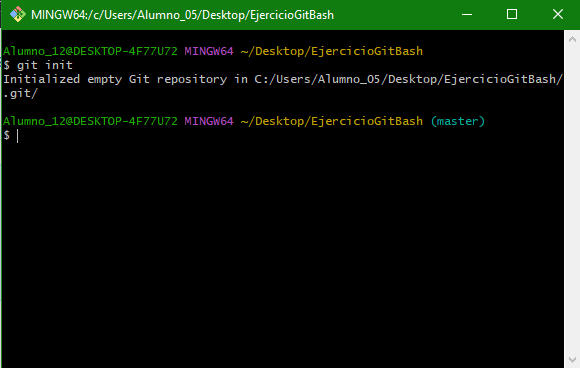 MINGW64:/c/Users/Alumno_05/Desktop/EjercicioGitBash
Alumno_12@DESKTOP-4F77U72 MINGW64 ~/Desktop/EjercicioGitBash
$ git init
Initialized empty Git repository in C:/Users/Alumno_05/Desktop/EjercicioGitBash/
.git/
Alumno_12@DESKTOP-4F77U72 MINGW64 ~/Desktop/EjercicioGitBash (master)
$